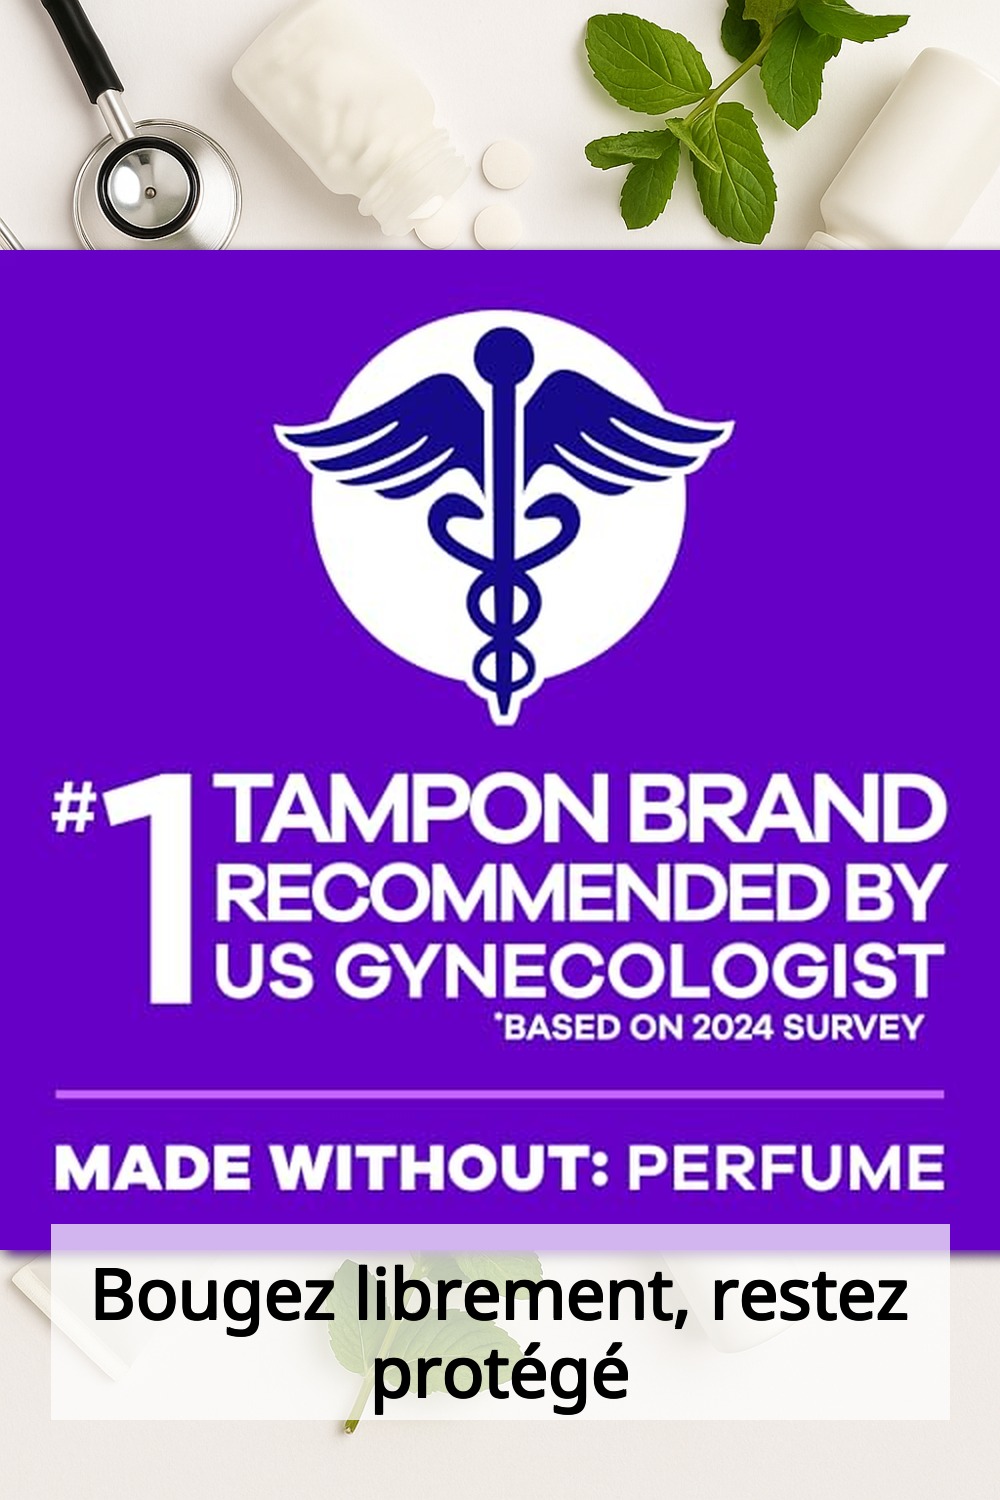 #1 TAMPON BRAND
RECOMMENDED BY
US GYNECOLOGIST
*BASED ON 2024 SURVEY
MADE WITHOUT: PERFUME
Bougez librement, restez
protégé